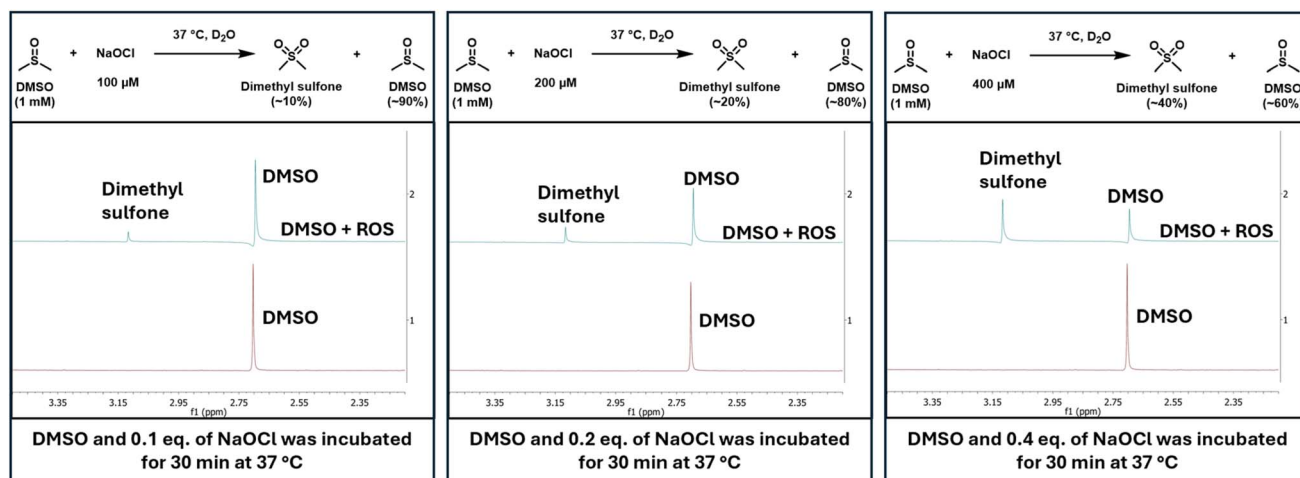 O
S
DMSO
(1 mM)
+
NaOCl
100 µM
37 °C, D₂O
O O
S
Dimethyl sulfone
(~10%)
+
O
S
DMSO
(~90%)
Dimethyl
sulfone
DMSO
DMSO + ROS
DMSO
2
1
3.35 3.15 2.95 2.75 2.55 2.35
f1 (ppm)
DMSO and 0.1 eq. of NaOCl was incubated
for 30 min at 37 °C
O
S
DMSO
(1 mM)
+
NaOCl
200 µM
37 °C, D₂O
O O
S
Dimethyl sulfone
(~20%)
+
O
S
DMSO
(~80%)
Dimethyl
sulfone
DMSO
DMSO + ROS
DMSO
2
1
3.35 3.15 2.95 2.75 2.55 2.35
f1 (ppm)
DMSO and 0.2 eq. of NaOCl was incubated
for 30 min at 37 °C
O
S
DMSO
(1 mM)
+
NaOCl
400 µM
37 °C, D₂O
O O
S
Dimethyl sulfone
(~40%)
+
O
S
DMSO
(~60%)
Dimethyl
sulfone
DMSO
DMSO + ROS
DMSO
2
1
3.35 3.15 2.95 2.75 2.55 2.35
f1 (ppm)
DMSO and 0.4 eq. of NaOCl was incubated
for 30 min at 37 °C